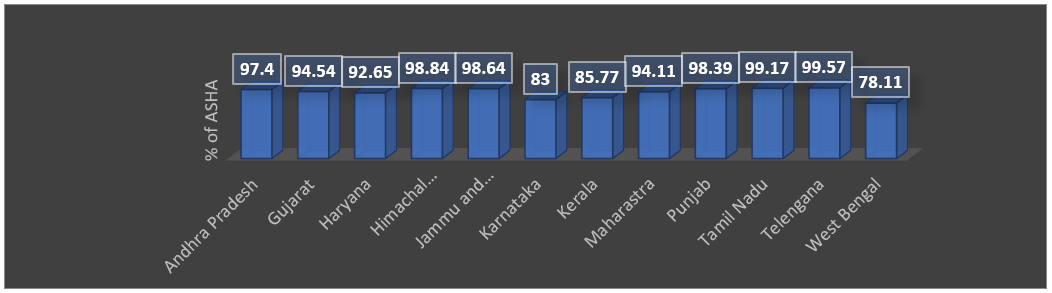 % of ASHA
97.4
94.54
92.65
98.84
98.64
83
85.77
94.11
98.39
99.17
99.57
78.11
Andhra Pradesh
Gujarat
Haryana
Himachal...
Jammu and...
Karnataka
Kerala
Maharastra
Punjab
Tamil Nadu
Telengana
West Bengal